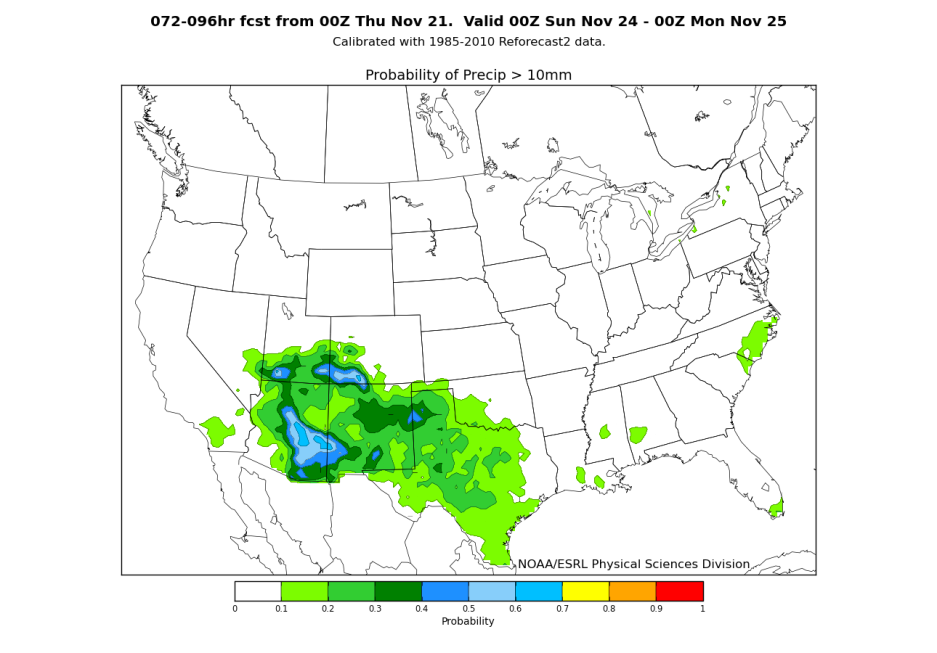 072-096hr fcst from 00Z Thu Nov 21. Valid 00Z Sun Nov 24 - 00Z Mon Nov 25
Calibrated with 1985-2010 Reforecast2 data.
Probability of Precip > 10mm
NOAA/ESRL Physical Sciences Division
0 0.1 0.2 0.3 0.4 0.5 0.6 0.7 0.8 0.9 1
Probability